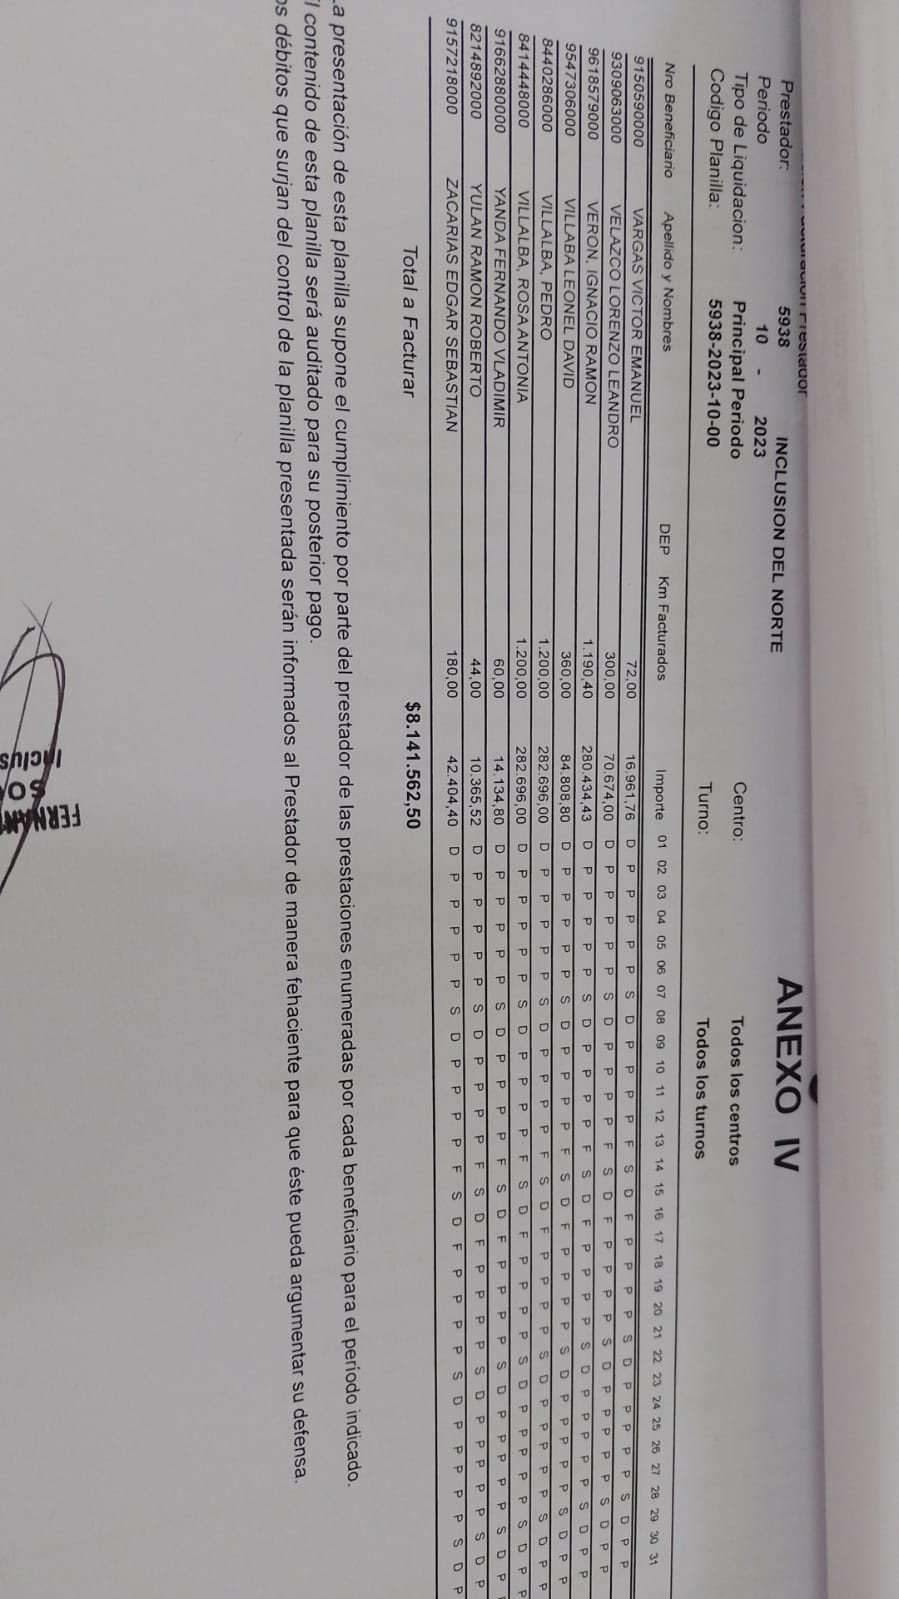 Facturacion Prestador
ANEXO IV
Prestador: 5938 INCLUSION DEL NORTE
Periodo 10 - 2023
Tipo de Liquidacion: Principal Periodo Centro: Todos los centros
Codigo Planilla: 5938-2023-10-00 Turno: Todos los turnos
Nro Beneficiario Apellido y Nombres DEP Km Facturados Importe 01 02 03 04 05 06 07 08 09 10 11 12 13 14 15 16 17 18 19 20 21 22 23 24 25 26 27 28 29 30 31
9150590000 VARGAS VICTOR EMANUEL 72,00 16.961,76 D P P P P P S D P P P P F S D F P P P P S D P P P P P S D P P
9309063000 VELAZCO LORENZO LEANDRO 300,00 70.674,00 D P P P P P S D P P P P F S D F P P P P S D P P P P P S D P P
9618579000 VERON, IGNACIO RAMON 1.190,40 280.434,43 D P P P P P S D P P P P F S D F P P P P S D P P P P P S D P P
9547306000 VILLABA LEONEL DAVID 360,00 84.808,80 D P P P P P S D P P P P F S D F P P P P S D P P P P P S D P P
8440286000 VILLALBA, PEDRO 1.200,00 282.696,00 D P P P P P S D P P P P F S D F P P P P S D P P P P P S D P P
8414448000 VILLALBA, ROSA ANTONIA 1.200,00 282.696,00 D P P P P P S D P P P P F S D F P P P P S D P P P P P S D P P
91662880000 YANDA FERNANDO VLADIMIR 60,00 14.134,80 D P P P P P S D P P P P F S D F P P P P S D P P P P P S D P
8214892000 YULAN RAMON ROBERTO 44,00 10.365,52 D P P P P P S D P P P P F S D F P P P P S D P P P P P S D P
9157218000 ZACARIAS EDGAR SEBASTIAN 180,00 42.404,40 D P P P P P S D P P P P F S D F P P P P S D P P P P P S D P
Total a Facturar $8.141.562,50
La presentación de esta planilla supone el cumplimiento por parte del prestador de las prestaciones enumeradas por cada beneficiario para el período indicado.
El contenido de esta planilla será auditado para su posterior pago.
os débitos que surjan del control de la planilla presentada serán informados al Prestador de manera fehaciente para que éste pueda argumentar su defensa.
FERNAN
SO
Inclus